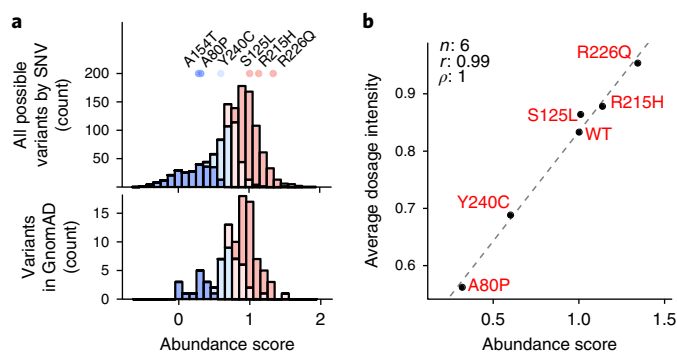 a
A154T
A80P
Y240C
S125L
R215H
R226Q
All possible
variants by SNV
(count)
200
150
100
50
Variants
in GnomAD
(count)
15
10
5
0
0
1
2
Abundance score
b
n: 6
r: 0.99
ρ: 1
R226Q
R215H
S125L
WT
Y240C
A80P
Average dosage intensity
0.9
0.8
0.7
0.6
0.5
1.0
1.5
Abundance score